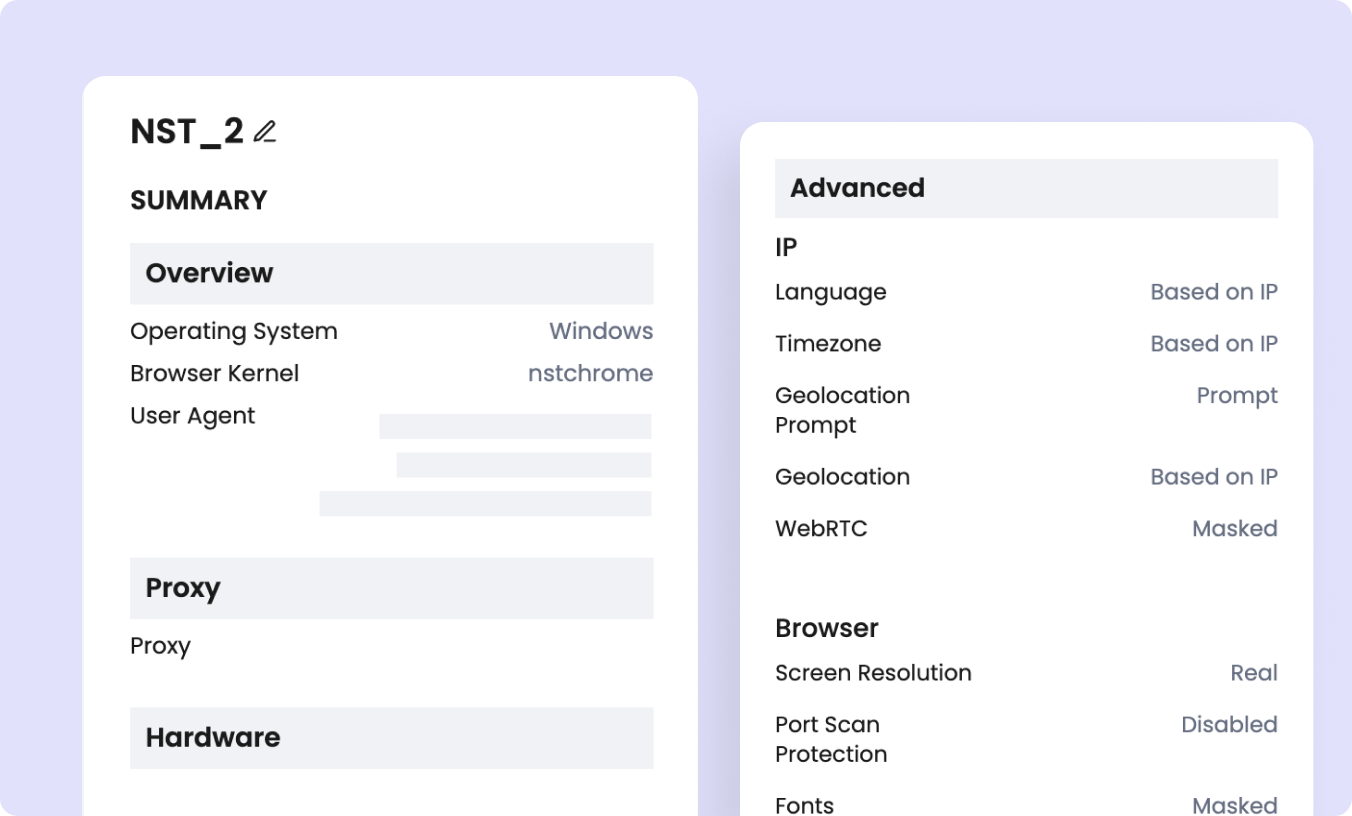 NST_2
SUMMARY
Overview
Operating System Windows
Browser Kernel nstchrome
User Agent
Proxy
Proxy
Hardware
Advanced
IP
Language Based on IP
Timezone Based on IP
Geolocation Prompt
Prompt
Geolocation Based on IP
WebRTC Masked
Browser
Screen Resolution Real
Port Scan Disabled
Protection
Fonts Masked